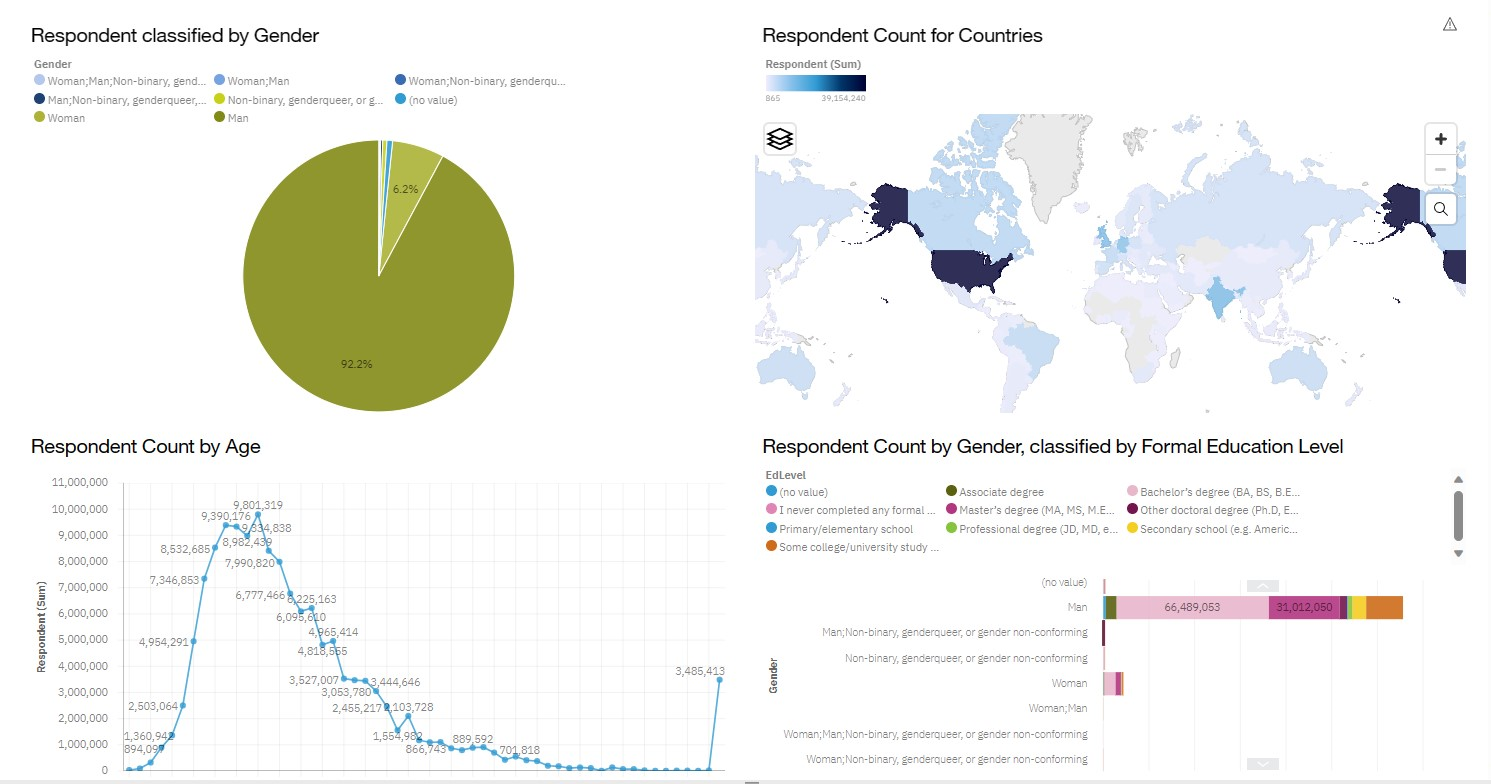 Respondent classified by Gender
Gender
Woman;Man;Non-binary, gend...
Woman;Man
Woman;Non-binary, genderqu...
Man;Non-binary, genderqueer,...
Non-binary, genderqueer, or g...
(no value)
Woman
Man
6.2%
92.2%
Respondent Count for Countries
Respondent (Sum)
865
39,154,240
Respondent Count by Age
Respondent (Sum)
11,000,000
10,000,000
9,000,000
8,000,000
7,000,000
6,000,000
5,000,000
4,000,000
3,000,000
2,000,000
1,000,000
0
9,801,319
9,390,176
9,334,838
8,982,439
8,532,685
7,990,820
7,346,853
6,777,466
6,225,163
6,095,610
4,965,414
4,954,291
4,818,555
3,527,007
3,444,646
3,485,413
3,053,780
2,503,064
2,455,217
2,103,728
1,554,982
1,360,942
894,097
866,743
889,592
701,818
Respondent Count by Gender, classified by Formal Education Level
EdLevel
(no value)
Associate degree
Bachelor's degree (BA, BS, B.E...
I never completed any formal ...
Master's degree (MA, MS, M.E...
Other doctoral degree (Ph.D, E...
Primary/elementary school
Professional degree (JD, MD, e...
Secondary school (e.g. Americ...
Some college/university study ...
Gender
(no value)
Man
66,489,053
31,012,050
Man;Non-binary, genderqueer, or gender non-conforming
Non-binary, genderqueer, or gender non-conforming
Woman
Woman;Man
Woman;Man;Non-binary, genderqueer, or gender non-conforming
Woman;Non-binary, genderqueer, or gender non-conforming